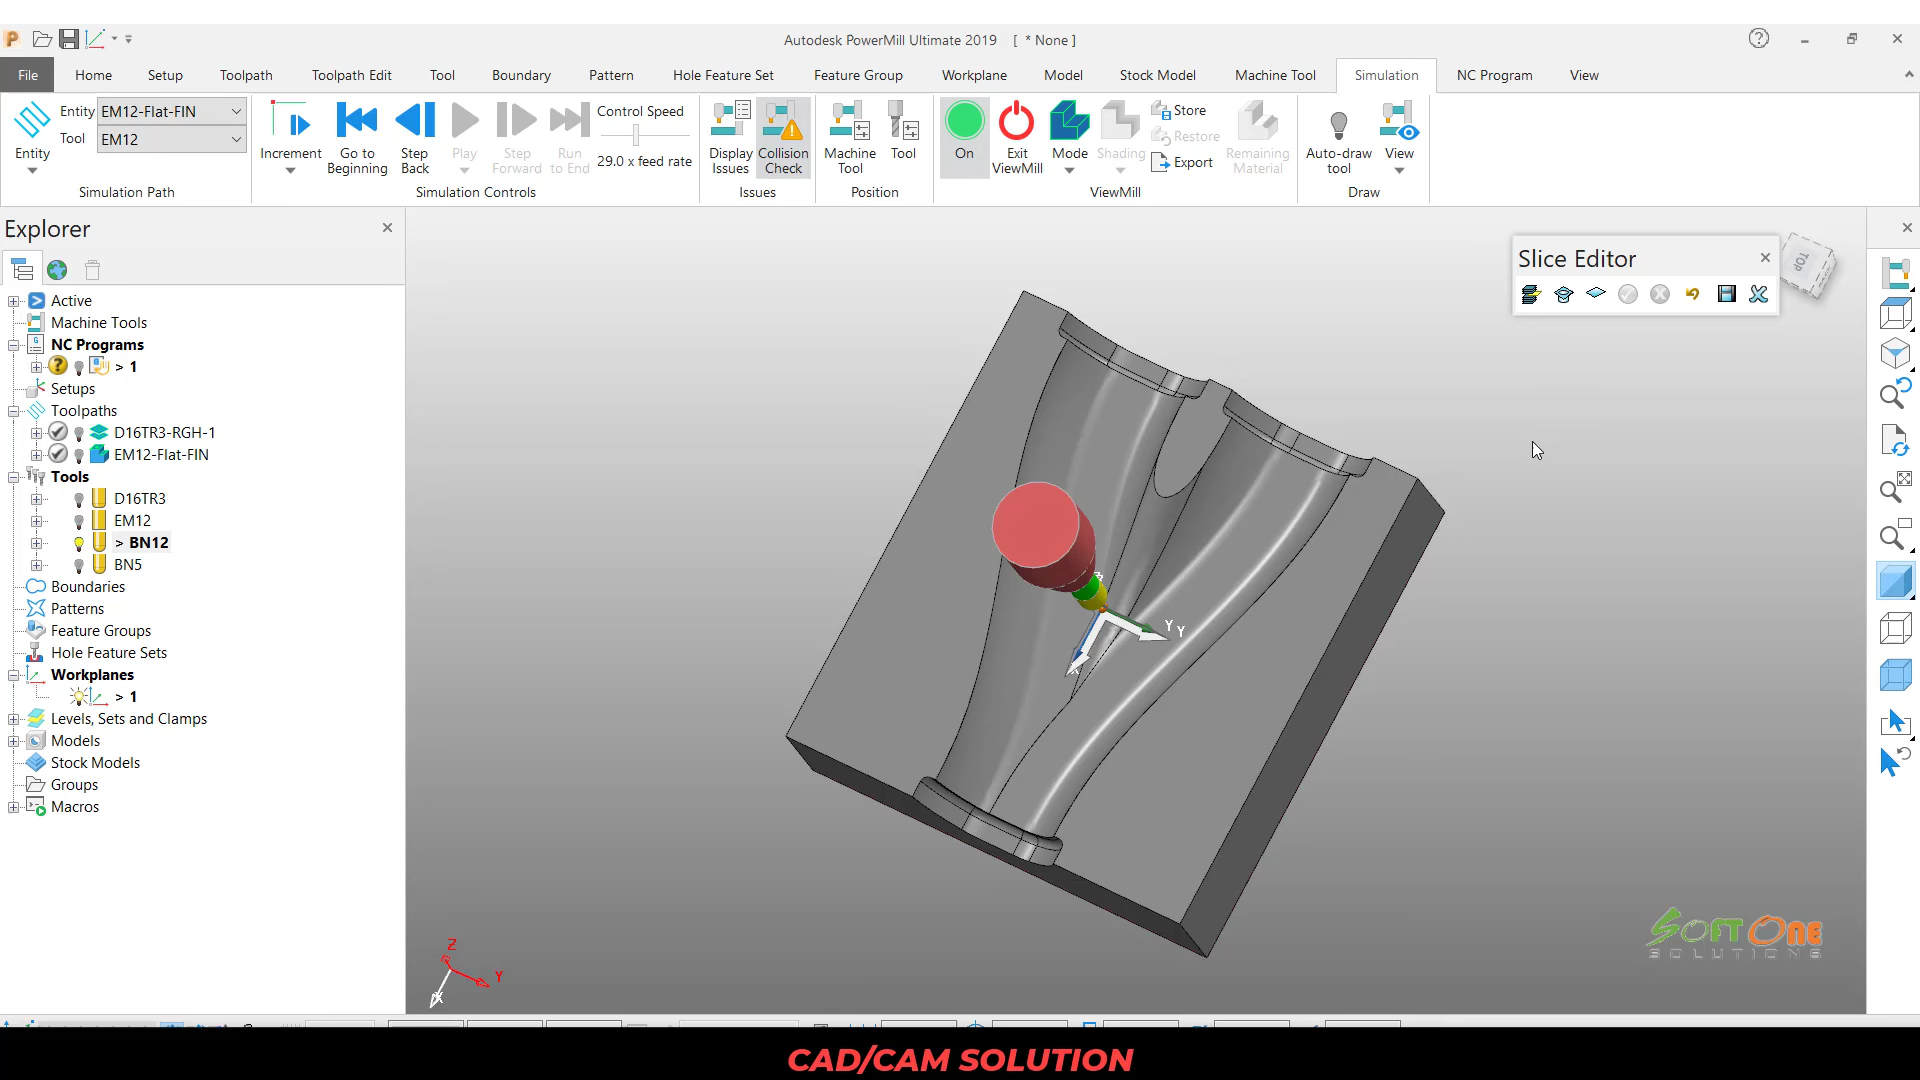 Autodesk PowerMill Ultimate 2019 [ * None ]
File Home Setup Toolpath Toolpath Edit Tool Boundary Pattern Hole Feature Set Feature Group Workplane Model Stock Model Machine Tool Simulation NC Program View
Entity EM12-Flat-FIN
Tool EM12
Entity
Simulation Path
Increment
Go to Beginning
Step Back
Play
Step Forward
Run to End
Control Speed
29.0 x feed rate
Simulation Controls
Display Issues
Collision Check
Issues
Machine Tool
Tool
Position
On
Exit ViewMill
Mode
Shading
Store
Restore
Export
Remaining Material
ViewMill
Auto-draw tool
View
Draw
Explorer
Active
Machine Tools
NC Programs
> 1
Setups
Toolpaths
D16TR3-RGH-1
EM12-Flat-FIN
Tools
D16TR3
EM12
> BN12
BN5
Boundaries
Patterns
Feature Groups
Hole Feature Sets
Workplanes
> 1
Levels, Sets and Clamps
Models
Stock Models
Groups
Macros
Slice Editor
TOP
Y Y
Z
Y
X
SOFT ONE
SOLUTIONS
CAD/CAM SOLUTION